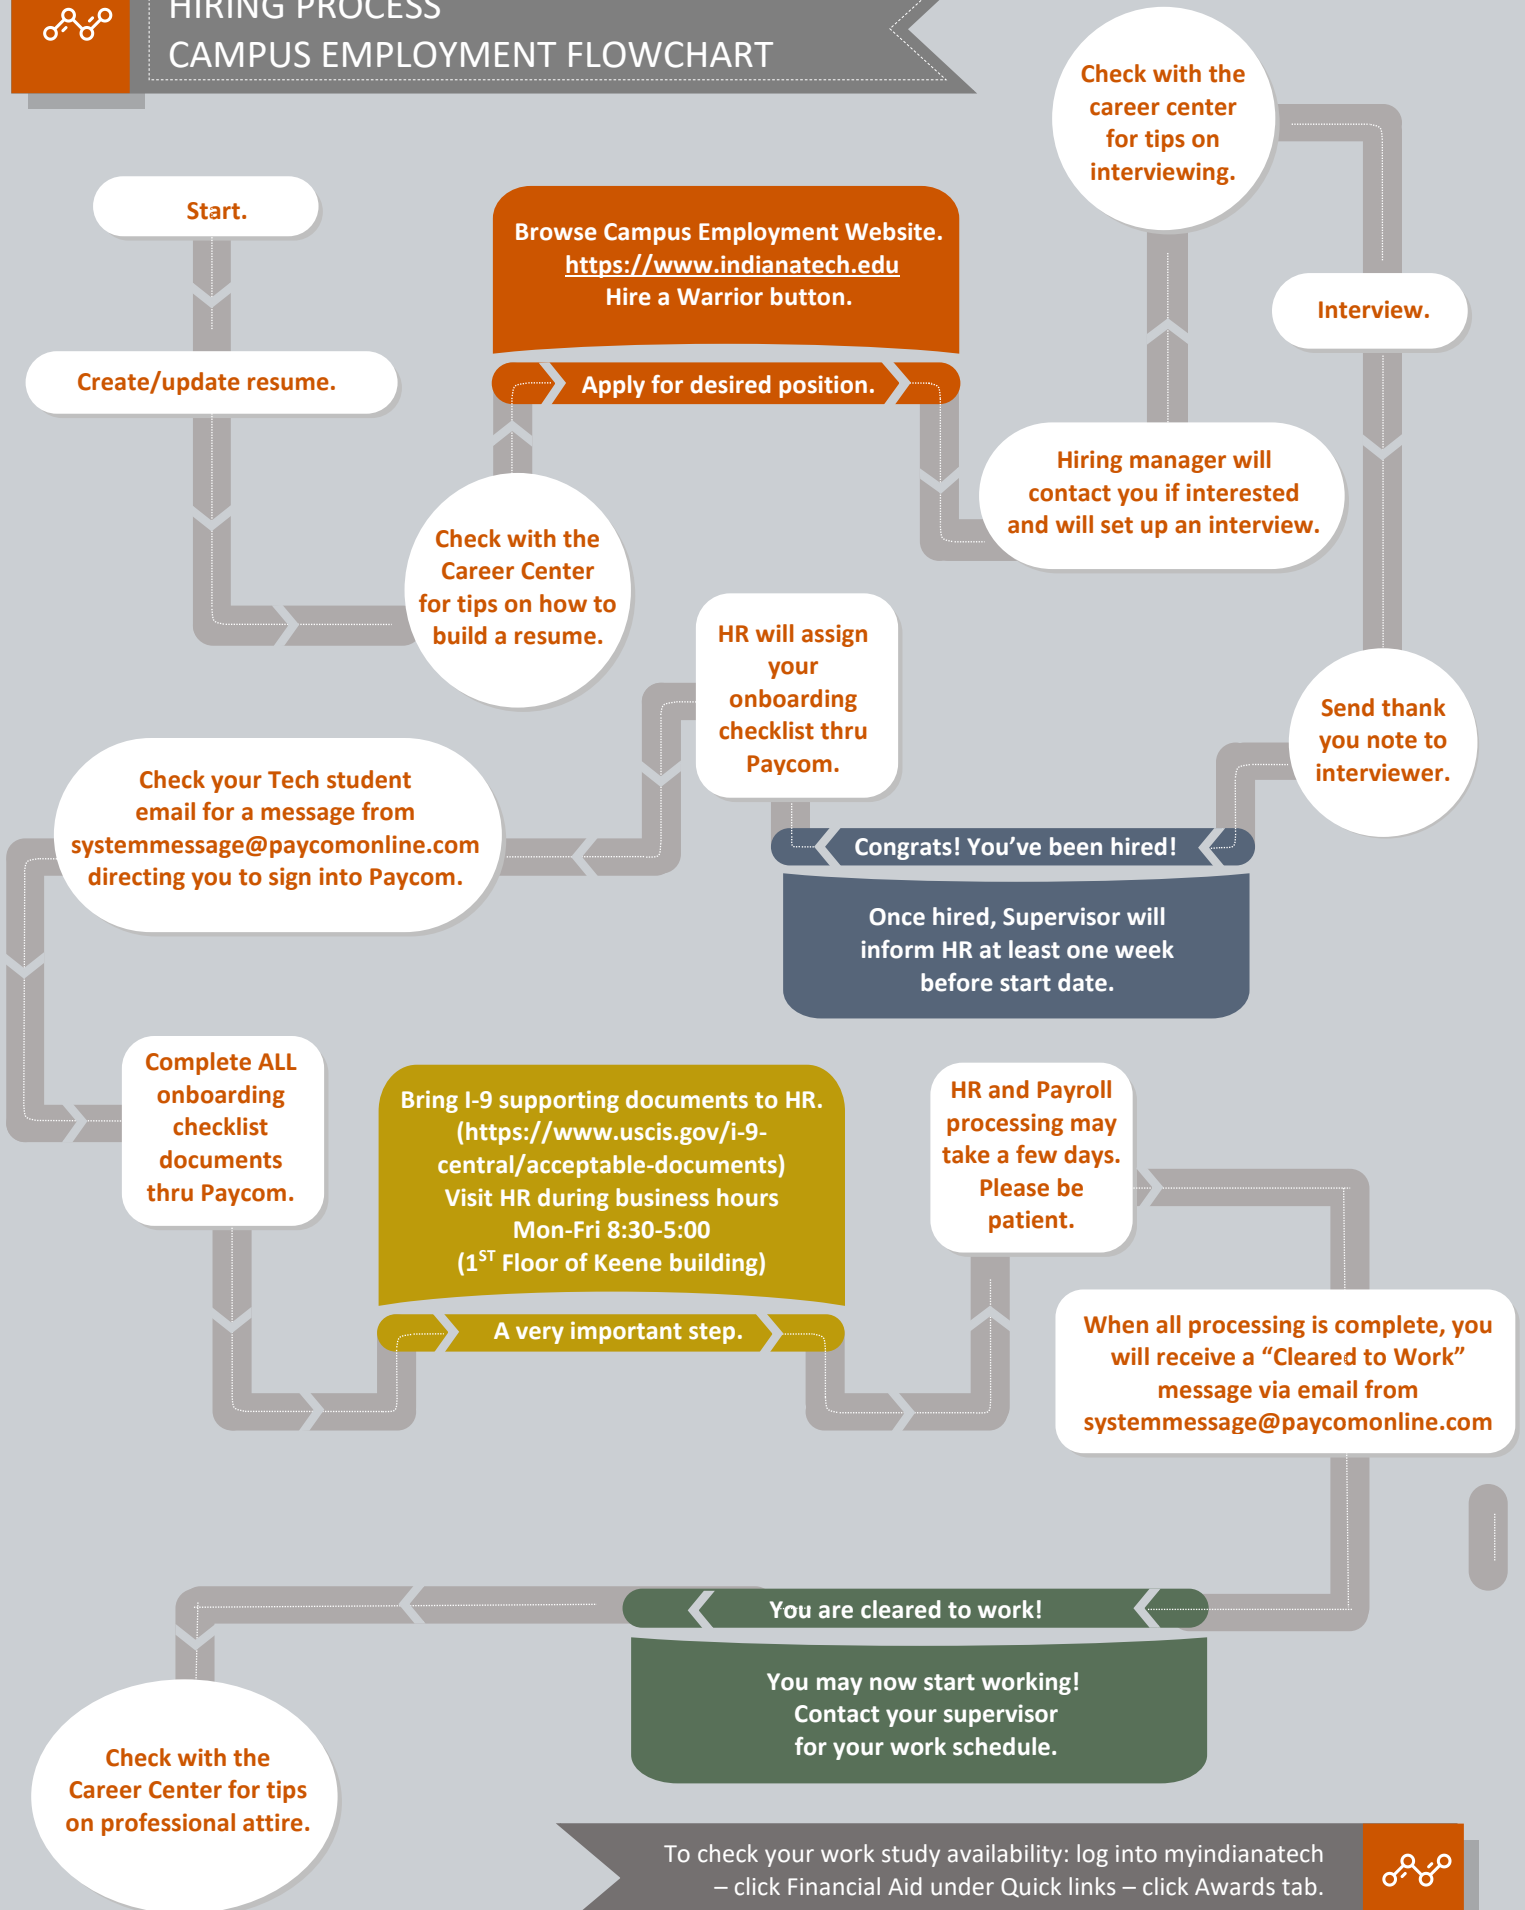 HIRING PROCESS
CAMPUS EMPLOYMENT FLOWCHART
Start.
Create/update resume.
Check with the
Career Center
for tips on how to
build a resume.
Browse Campus Employment Website.
https://www.indianatech.edu
Hire a Warrior button.
Apply for desired position.
Hiring manager will
contact you if interested
and will set up an interview.
Check with the
career center
for tips on
interviewing.
Interview.
Send thank
you note to
interviewer.
Congrats! You’ve been hired!
Once hired, Supervisor will
inform HR at least one week
before start date.
HR will assign
your
onboarding
checklist thru
Paycom.
Check your Tech student
email for a message from
systemmessage@paycomonline.com
directing you to sign into Paycom.
Complete ALL
onboarding
checklist
documents
thru Paycom.
Bring I-9 supporting documents to HR.
(https://www.uscis.gov/i-9-
central/acceptable-documents)
Visit HR during business hours
Mon-Fri 8:30-5:00
(1ST Floor of Keene building)
A very important step.
HR and Payroll
processing may
take a few days.
Please be
patient.
When all processing is complete, you
will receive a “Cleared to Work”
message via email from
systemmessage@paycomonline.com
You are cleared to work!
You may now start working!
Contact your supervisor
for your work schedule.
Check with the
Career Center for tips
on professional attire.
To check your work study availability: log into myindianatech
– click Financial Aid under Quick links – click Awards tab.